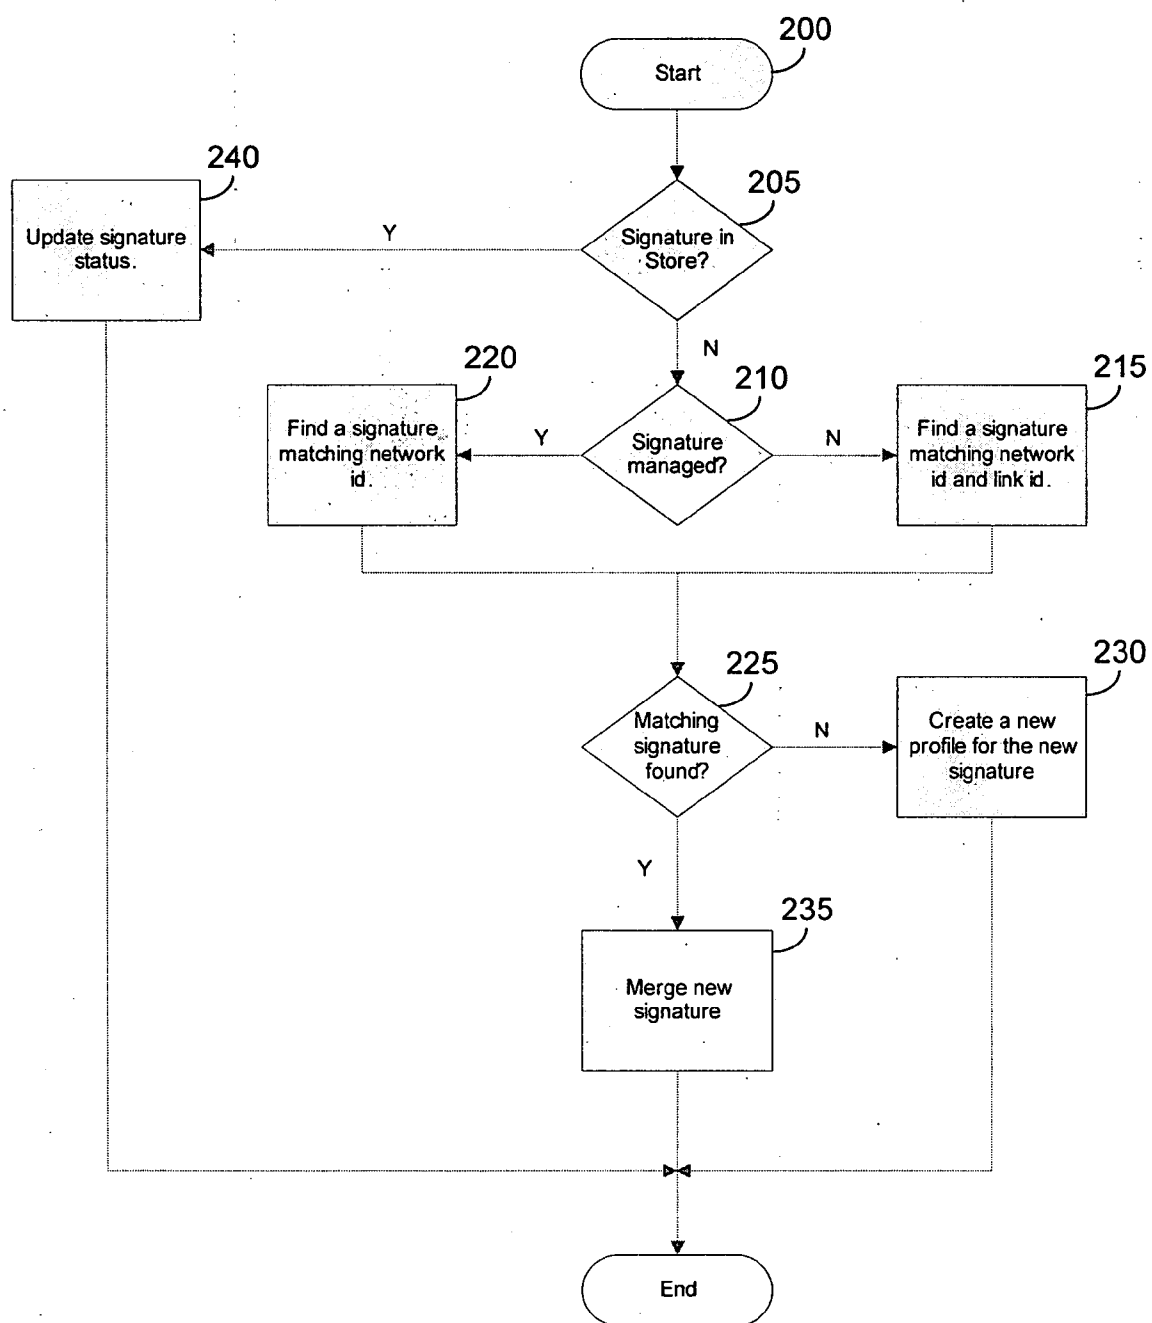 200
Start
240
205
Update signature
status.
Y
Signature in
Store?
N
220
210
215
Find a signature
matching network
id.
Y
Signature
managed?
N
Find a signature
matching network
id and link id.
225
230
Matching
signature
found?
N
Create a new
profile for the new
signature
Y
235
Merge new
signature
End